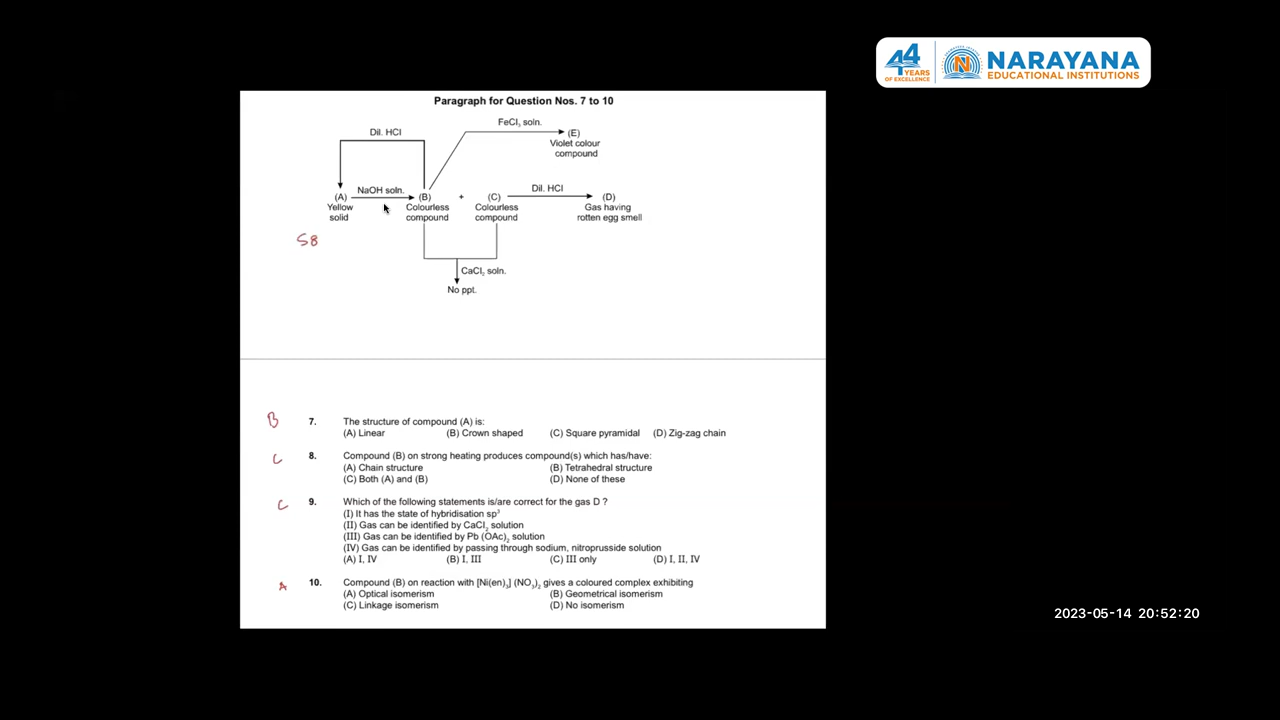 44 YEARS OF EXCELLENCE
NARAYANA
EDUCATIONAL INSTITUTIONS
Paragraph for Question Nos. 7 to 10
FeCl₃ soln.
(E)
Violet colour
compound
Dil. HCl
NaOH soln.
Dil. HCl
(A)
Yellow
solid
(B)
Colourless
compound
+
(C)
Colourless
compound
(D)
Gas having
rotten egg smell
S8
CaCl₂ soln.
No ppt.
B
7. The structure of compound (A) is:
(A) Linear (B) Crown shaped (C) Square pyramidal (D) Zig-zag chain
C
8. Compound (B) on strong heating produces compound(s) which has/have:
(A) Chain structure (B) Tetrahedral structure
(C) Both (A) and (B) (D) None of these
C
9. Which of the following statements is/are correct for the gas D ?
(I) It has the state of hybridisation sp³
(II) Gas can be identified by CaCl₂ solution
(III) Gas can be identified by Pb (OAc)₂ solution
(IV) Gas can be identified by passing through sodium, nitroprusside solution
(A) I, IV (B) I, III (C) III only (D) I, II, IV
A
10. Compound (B) on reaction with [Ni(en)₃] (NO₃)₂ gives a coloured complex exhibiting
(A) Optical isomerism (B) Geometrical isomerism
(C) Linkage isomerism (D) No isomerism
2023-05-14 20:52:20